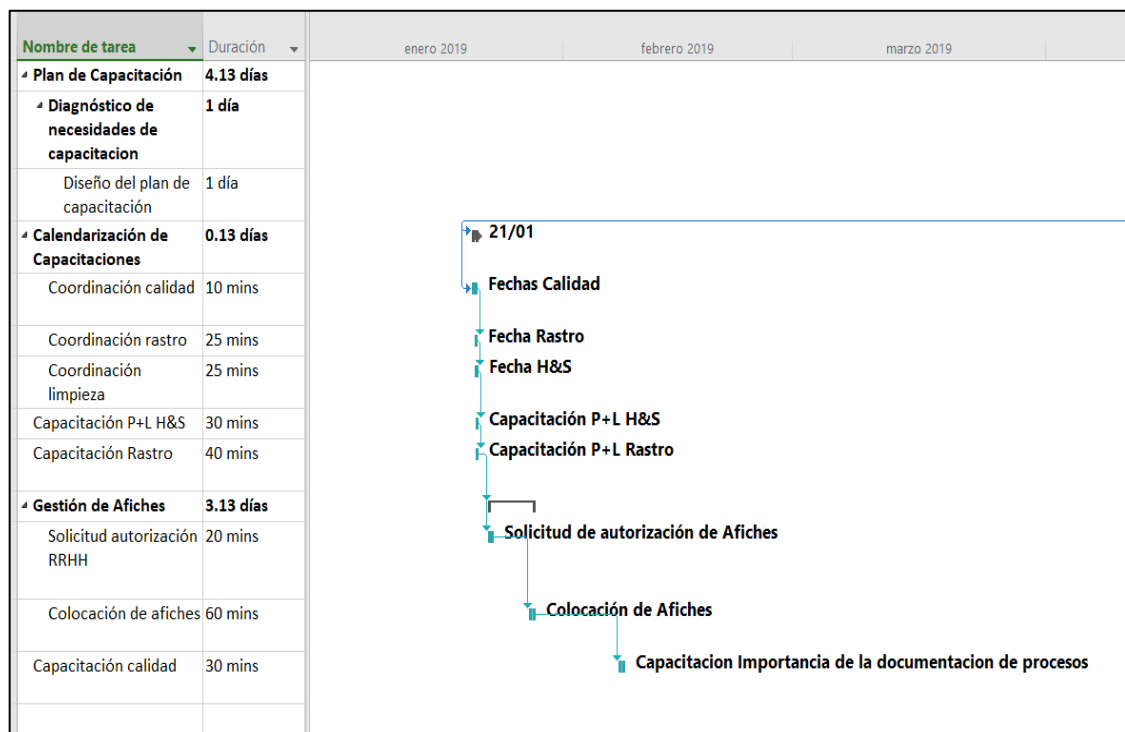 Nombre de tarea Duración enero 2019 febrero 2019 marzo 2019
Plan de Capacitación 4.13 días
Diagnóstico de 1 día
necesidades de
capacitacion
Diseño del plan de 1 día
capacitación
Calendarización de 0.13 días 21/01
Capacitaciones
Coordinación calidad 10 mins Fechas Calidad
Coordinación rastro 25 mins Fecha Rastro
Coordinación 25 mins Fecha H&S
limpieza
Capacitación P+L H&S 30 mins Capacitación P+L H&S
Capacitación Rastro 40 mins Capacitación P+L Rastro
Gestión de Afiches 3.13 días
Solicitud autorización 20 mins Solicitud de autorización de Afiches
RRHH
Colocación de afiches 60 mins Colocación de Afiches
Capacitación calidad 30 mins Capacitacion Importancia de la documentacion de procesos